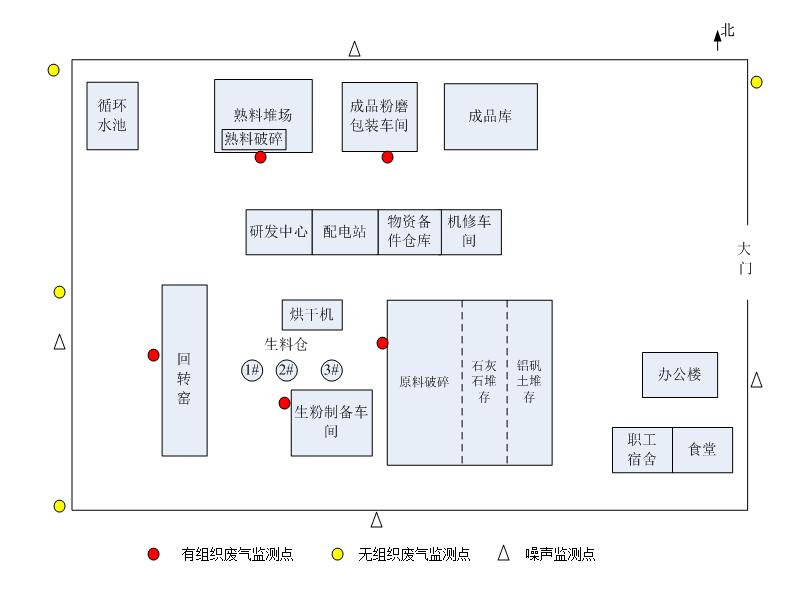 北
循环
水池
熟料堆场
熟料破碎
成品粉磨
包装车间
成品库
研发中心
配电站
物资备
件仓库
机修车
间
大
门
烘干机
生料仓
1#
2#
3#
回
转
窑
生粉制备车
间
原料破碎
石灰
石堆
存
铝矾
土堆
存
办公楼
职工
宿舍
食堂
有组织废气监测点
无组织废气监测点
噪声监测点